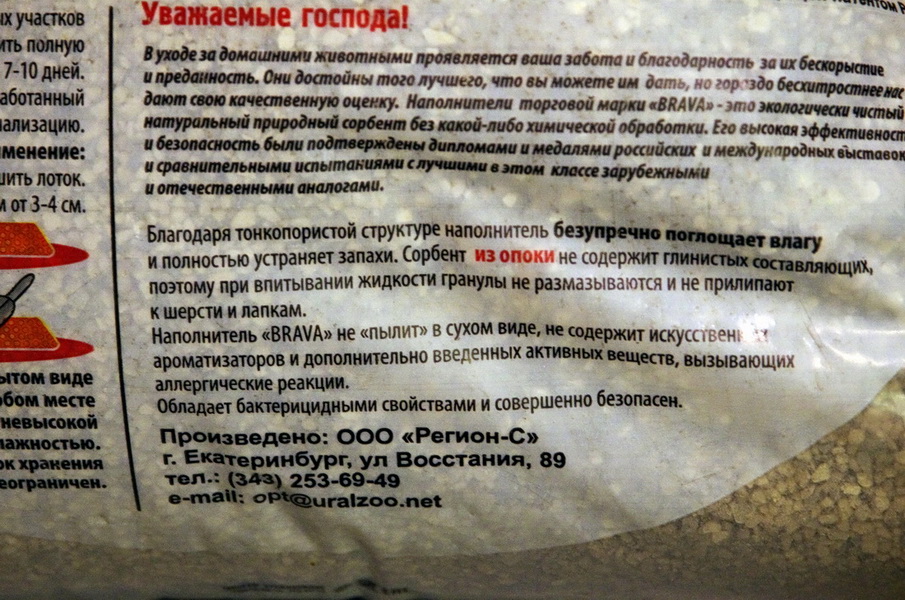 участков
ить полную
7-10 дней.
нализацию.
менение:
лоток.
от 3-4 см.
ытом виде
месте
невысокой
лажностью.
ок хранения
еограничен.
Уважаемые господа!
В уходе за домашними животными проявляется ваша забота и благодарность за их бескорыстие
и преданность. Они достойны того лучшего, что вы можете им дать, но гораздо бесхитростнее нас
дают свою качественную оценку. Наполнители торговой марки «BRAVA» - это экологически чистый
натуральный природный сорбент без какой-либо химической обработки. Его высокая эффективност
и безопасность были подтверждены дипломами и медалями российских и международных выставок
и сравнительными испытаниями с лучшими в этом классе зарубежными
и отечественными аналогами.
Благодаря тонкопористой структуре наполнитель безупречно поглощает влагу
и полностью устраняет запахи. Сорбент из опоки не содержит глинистых составляющих,
поэтому при впитывании жидкости гранулы не размазываются и не прилипают
к шерсти и лапкам.
Наполнитель «BRAVA» не «пылит» в сухом виде, не содержит искусствен
ароматизаторов и дополнительно введенных активных веществ, вызывающих
аллергические реакции.
Обладает бактерицидными свойствами и совершенно безопасен.
Произведено: ООО «Регион-С»
г. Екатеринбург, ул Восстания, 89
тел.: (343) 253-69-49
e-mail: opt@uralzoo.net